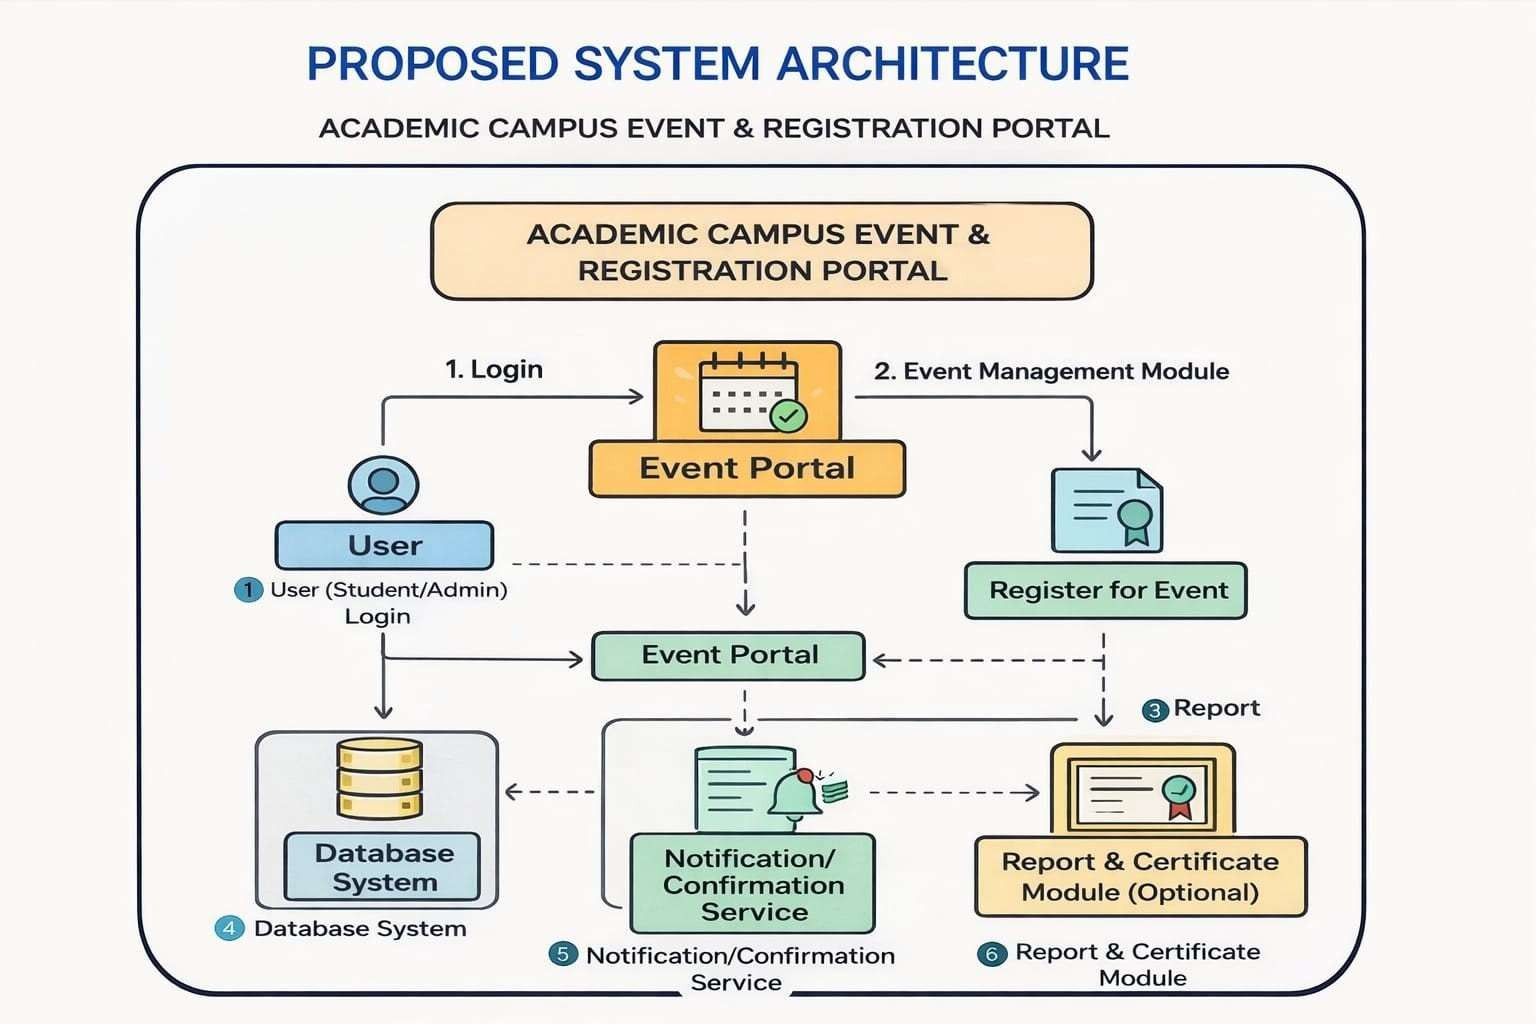 PROPOSED SYSTEM ARCHITECTURE
ACADEMIC CAMPUS EVENT & REGISTRATION PORTAL
ACADEMIC CAMPUS EVENT &
REGISTRATION PORTAL
1. Login
2. Event Management Module
Event Portal
User
1 User (Student/Admin)
Login
Register for Event
Event Portal
3 Report
Database
System
4 Database System
Notification/
Confirmation
Service
5 Notification/Confirmation
Service
Report & Certificate
Module (Optional)
6 Report & Certificate
Module